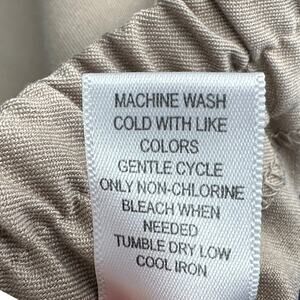 MACHINE WASH
COLD WITH LIKE
COLORS
GENTLE CYCLE
ONLY NON-CHLORINE
BLEACH WHEN
NEEDED
TUMBLE DRY LOW
COOL IRON